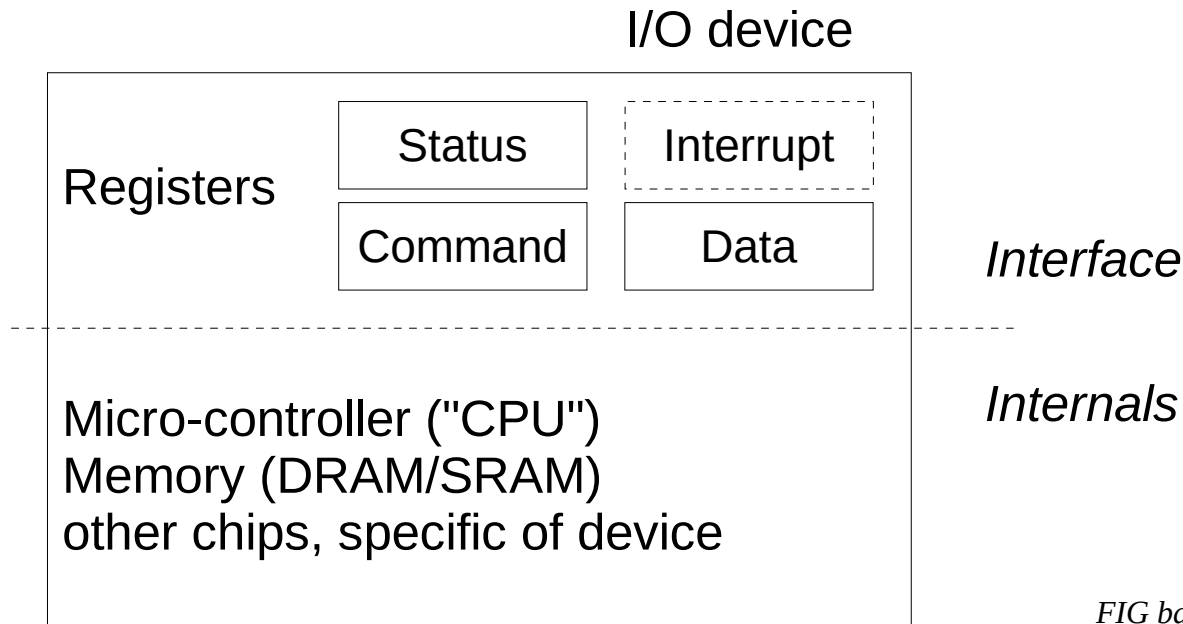 I/O device
Status Interrupt
Registers
Command Data
Interface
Internals
Micro-controller ("CPU")
Memory (DRAM/SRAM)
other chips, specific of device
FIG